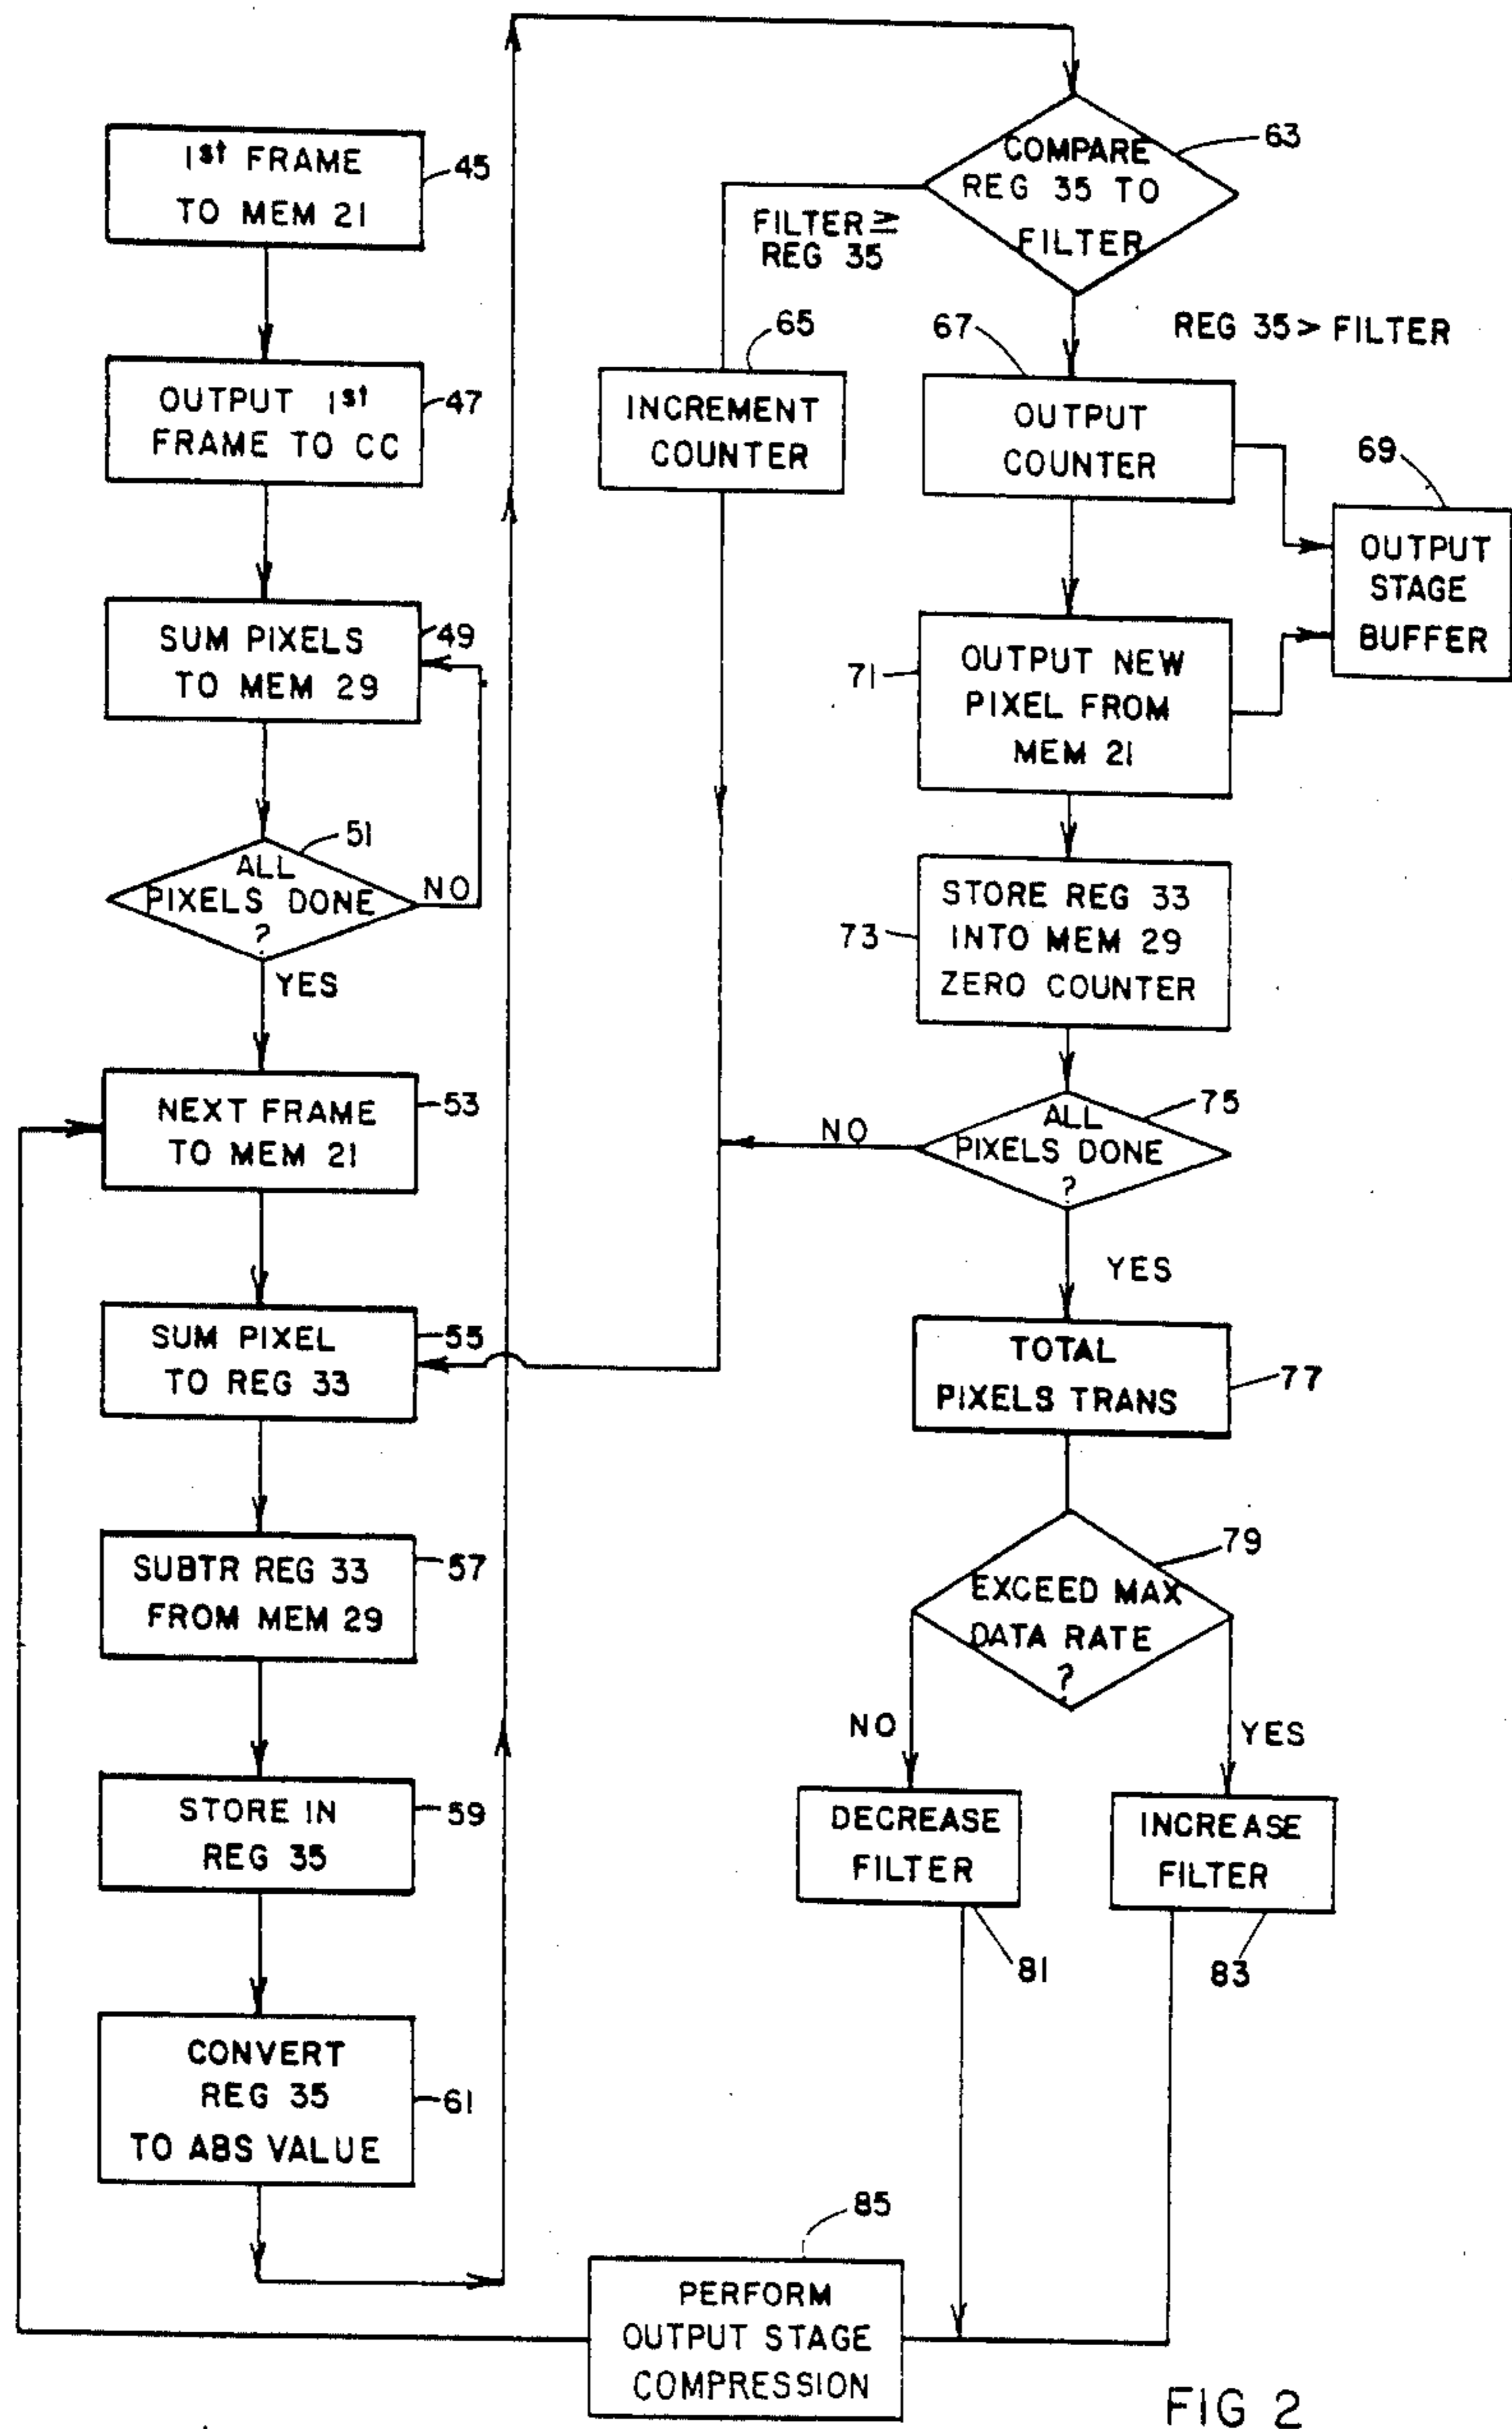 1st FRAME
TO MEM 21
45
OUTPUT 1st
FRAME TO CC
47
SUM PIXELS
TO MEM 29
49
51
ALL
PIXELS DONE
?
NO
YES
NEXT FRAME
TO MEM 21
53
SUM PIXEL
TO REG 33
55
SUBTR REG 33
FROM MEM 29
57
STORE IN
REG 35
59
CONVERT
REG 35
TO ABS VALUE
61
COMPARE
REG 35 TO
FILTER
63
FILTER ≥
REG 35
REG 35 > FILTER
65
INCREMENT
COUNTER
67
OUTPUT
COUNTER
69
OUTPUT
STAGE
BUFFER
71
OUTPUT NEW
PIXEL FROM
MEM 21
73
STORE REG 33
INTO MEM 29
ZERO COUNTER
75
ALL
PIXELS DONE
?
NO
YES
TOTAL
PIXELS TRANS
77
79
EXCEED MAX
DATA RATE
?
NO
YES
DECREASE
FILTER
81
INCREASE
FILTER
83
85
PERFORM
OUTPUT STAGE
COMPRESSION
FIG 2